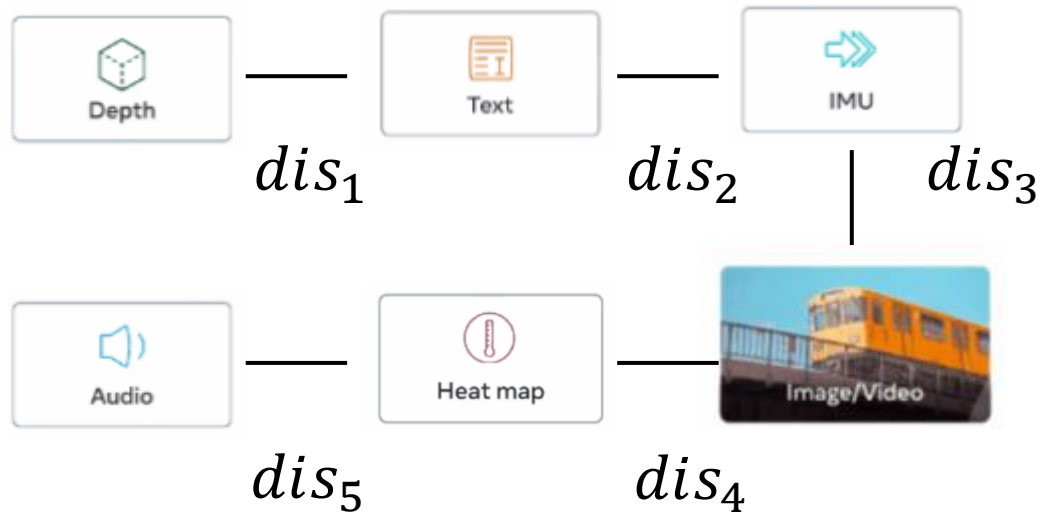 Depth
Text
IMU
dis₁
dis₂
dis₃
Audio
Heat map
Image/Video
dis₅
dis₄